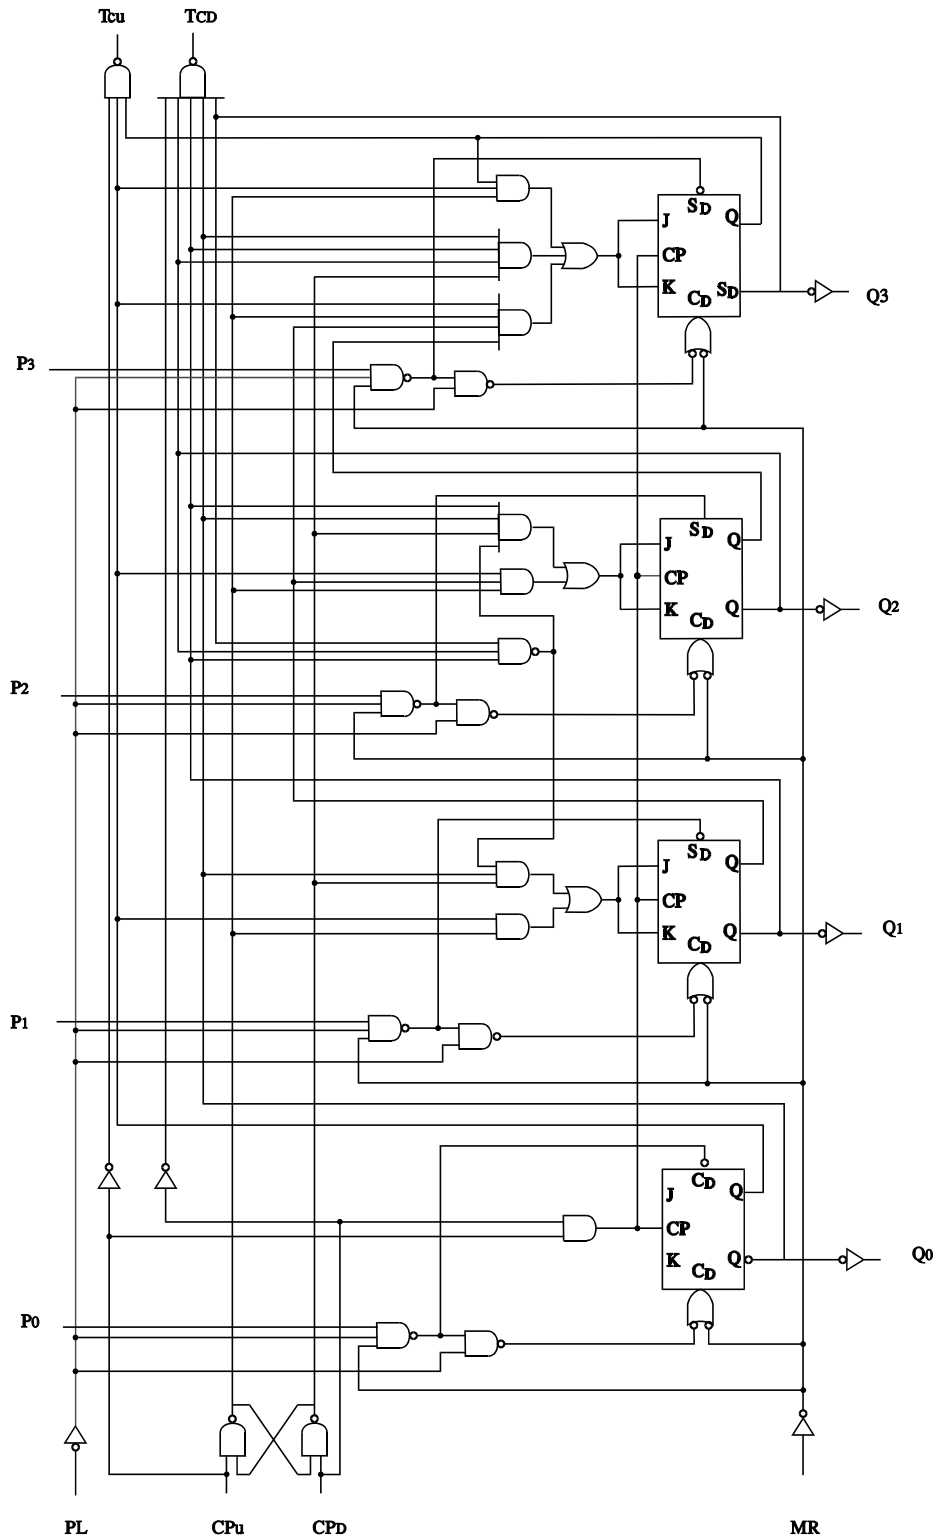 Tcu TCD
SD
Q
J
CP
K
CD
SD
Q3
P3
SD
Q
J
CP
K
Q
CD
Q2
P2
SD
Q
J
CP
K
Q
CD
Q1
P1
CD
Q
J
CP
K
Q
CD
Q0
P0
PL CPu CPD MR